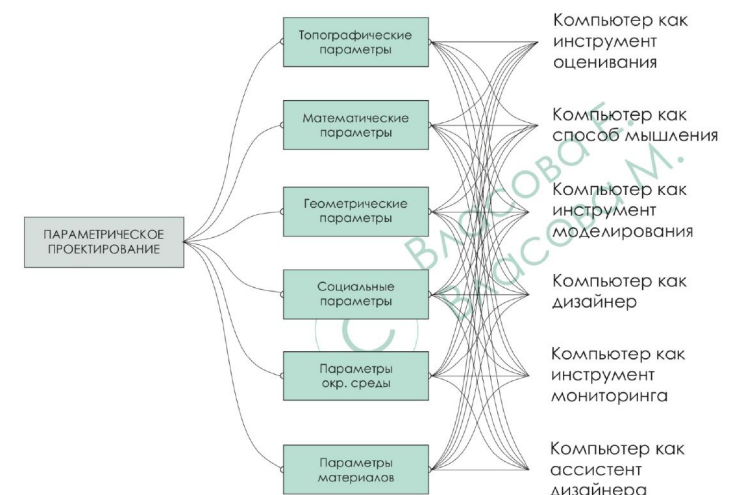 ПАРАМЕТРИЧЕСКОЕ
ПРОЕКТИРОВАНИЕ
Топографические
параметры
Математические
параметры
Геометрические
параметры
Социальные
параметры
Параметры
окр. среды
Параметры
материалов
Компьютер как
инструмент
оценивания
Компьютер как
способ мышления
Компьютер как
инструмент
моделирования
Компьютер как
дизайнер
Компьютер как
инструмент
мониторинга
Компьютер как
ассистент
дизайнера
© Власова Е.
Власова М.